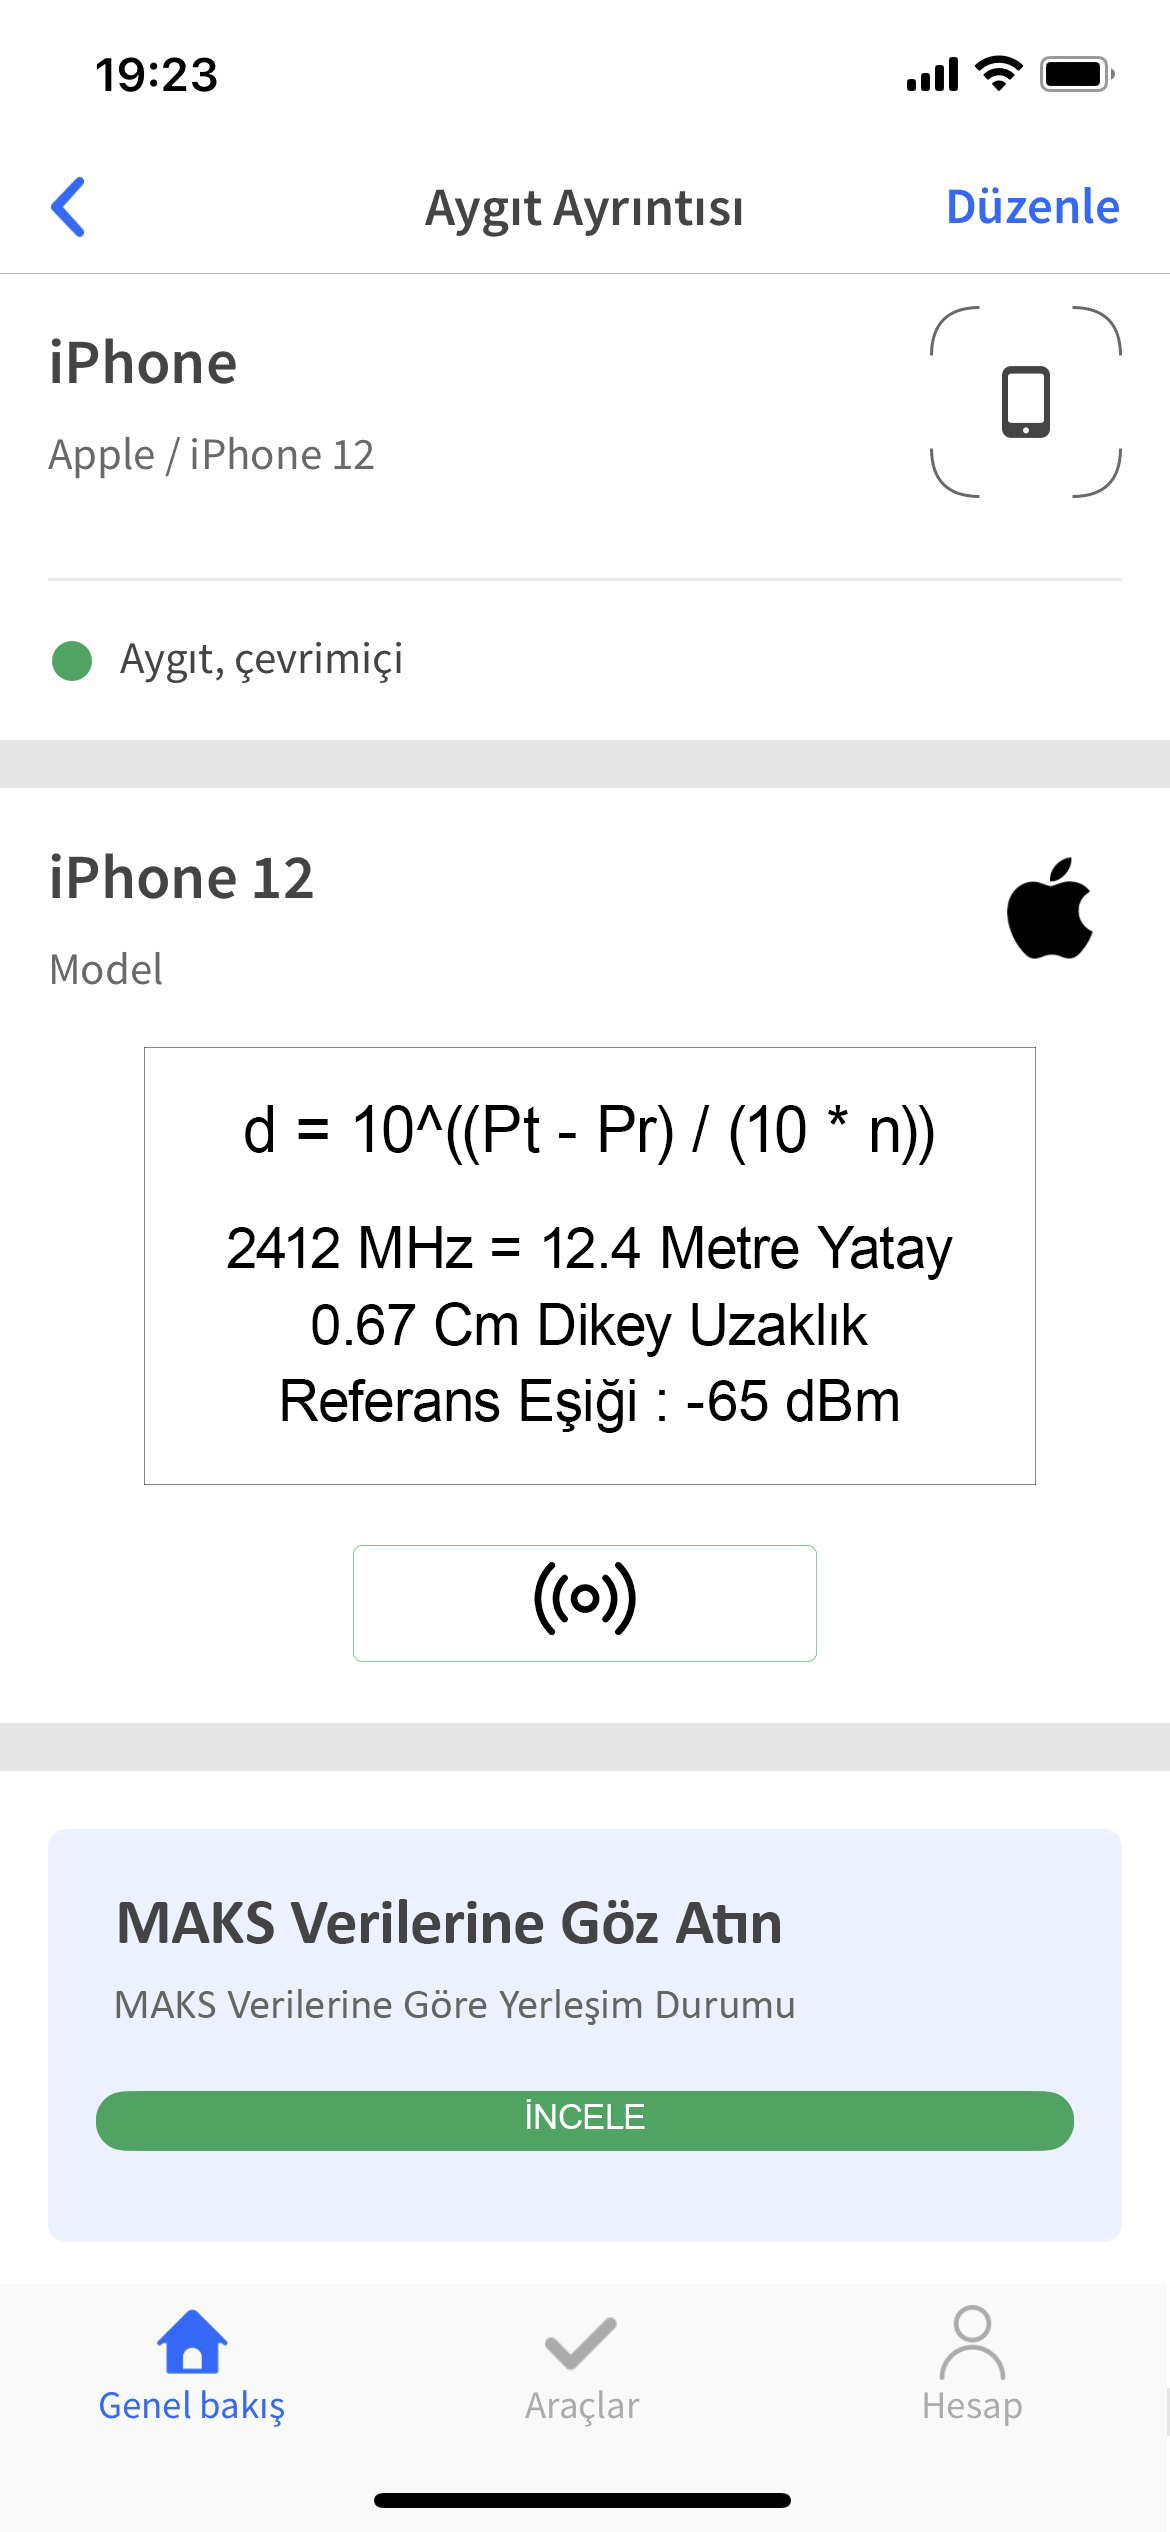 19:23
Aygıt Ayrıntısı
Düzenle
iPhone
Apple / iPhone 12
Aygıt, çevrimiçi
iPhone 12
Model
d = 10^((Pt - Pr) / (10 * n))
2412 MHz = 12.4 Metre Yatay
0.67 Cm Dikey Uzaklık
Referans Eşiği : -65 dBm
MAKS Verilerine Göz Atın
MAKS Verilerine Göre Yerleşim Durumu
İNCELE
Genel bakış
Araçlar
Hesap